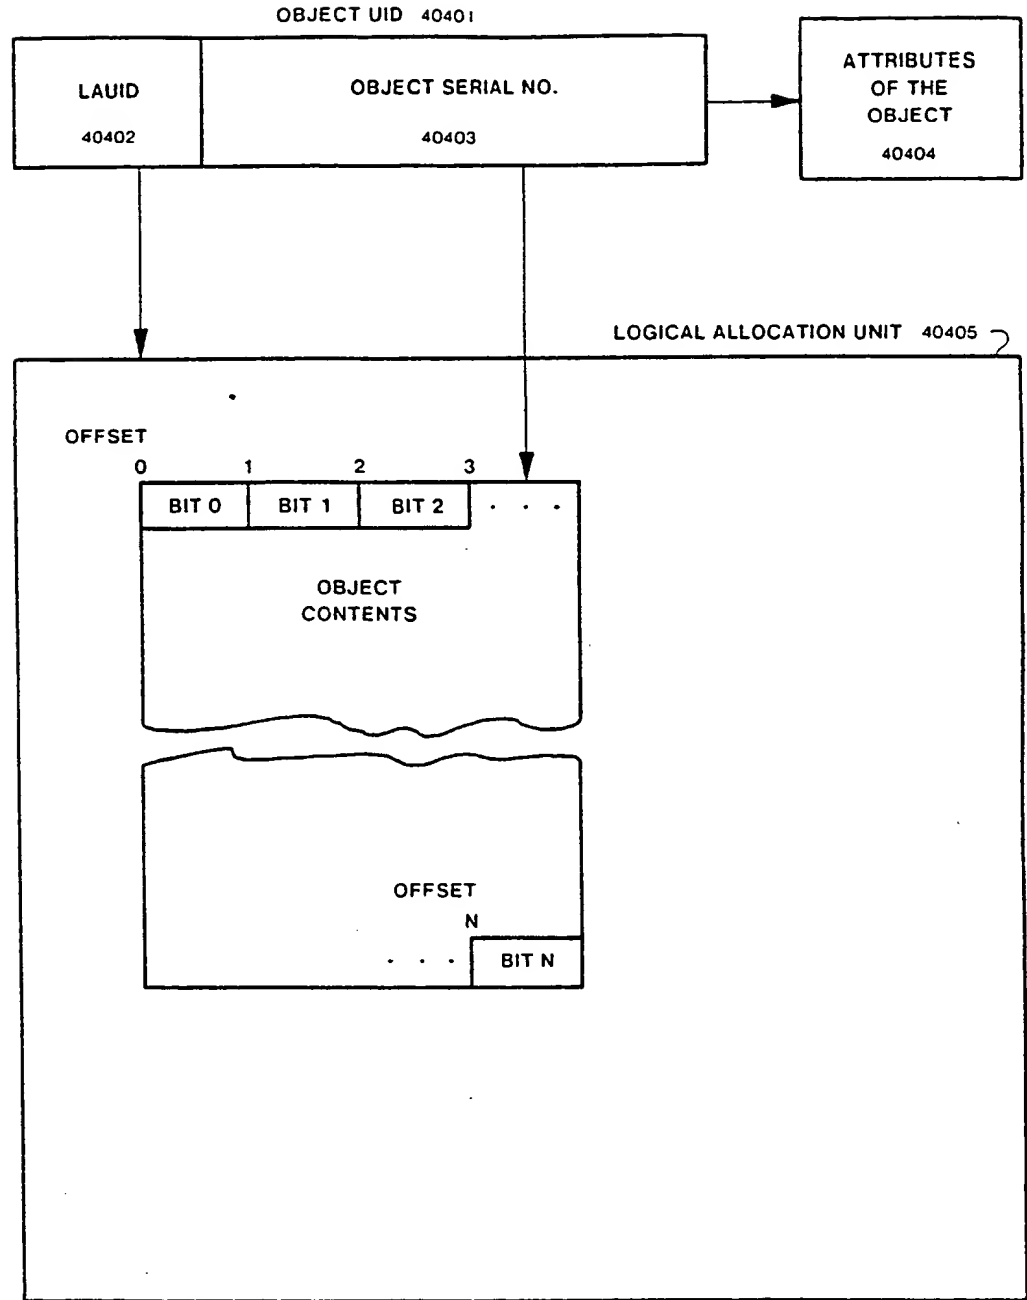 OBJECT UID 40401
LAUID
40402
OBJECT SERIAL NO.
40403
ATTRIBUTES
OF THE
OBJECT
40404
LOGICAL ALLOCATION UNIT 40405
OFFSET
0 1 2 3
BIT 0 BIT 1 BIT 2 . . .
OBJECT
CONTENTS
OFFSET
N
. . . BIT N